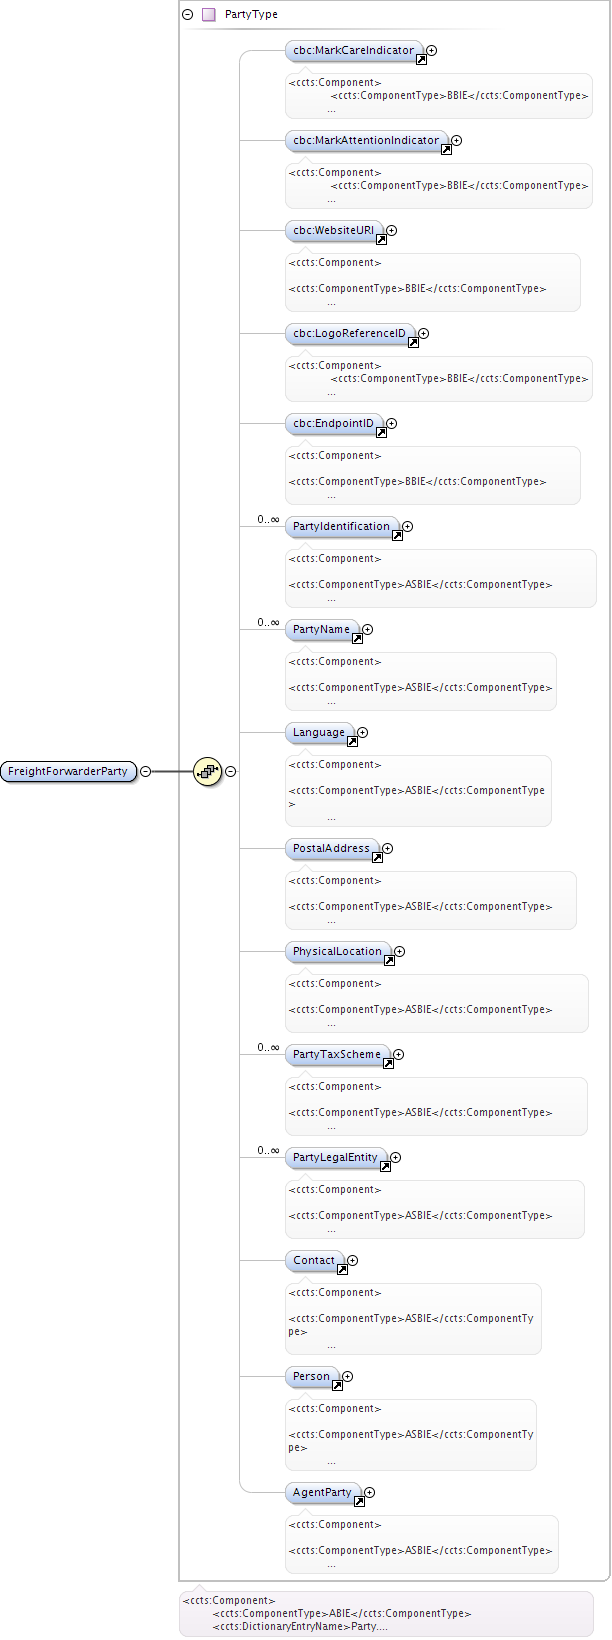 PartyType
cbc:MarkCareIndicator
<ccts:Component>
<ccts:ComponentType>BBIE</ccts:ComponentType>
...
cbc:MarkAttentionIndicator
<ccts:Component>
<ccts:ComponentType>BBIE</ccts:ComponentType>
...
cbc:WebsiteURI
<ccts:Component>
<ccts:ComponentType>BBIE</ccts:ComponentType>
...
cbc:LogoReferenceID
<ccts:Component>
<ccts:ComponentType>BBIE</ccts:ComponentType>
...
cbc:EndpointID
<ccts:Component>
<ccts:ComponentType>BBIE</ccts:ComponentType>
...
0..∞ PartyIdentification
<ccts:Component>
<ccts:ComponentType>ASBIE</ccts:ComponentType>
...
0..∞ PartyName
<ccts:Component>
<ccts:ComponentType>ASBIE</ccts:ComponentType>
...
Language
<ccts:Component>
<ccts:ComponentType>ASBIE</ccts:ComponentType
>
...
FreightForwarderParty
PostalAddress
<ccts:Component>
<ccts:ComponentType>ASBIE</ccts:ComponentType>
...
PhysicalLocation
<ccts:Component>
<ccts:ComponentType>ASBIE</ccts:ComponentType>
...
0..∞ PartyTaxScheme
<ccts:Component>
<ccts:ComponentType>ASBIE</ccts:ComponentType>
...
0..∞ PartyLegalEntity
<ccts:Component>
<ccts:ComponentType>ASBIE</ccts:ComponentType>
...
Contact
<ccts:Component>
<ccts:ComponentType>ASBIE</ccts:ComponentTy
pe>
...
Person
<ccts:Component>
<ccts:ComponentType>ASBIE</ccts:ComponentTy
pe>
...
AgentParty
<ccts:Component>
<ccts:ComponentType>ASBIE</ccts:ComponentType>
...
<ccts:Component>
<ccts:ComponentType>ABIE</ccts:ComponentType>
<ccts:DictionaryEntryName>Party....